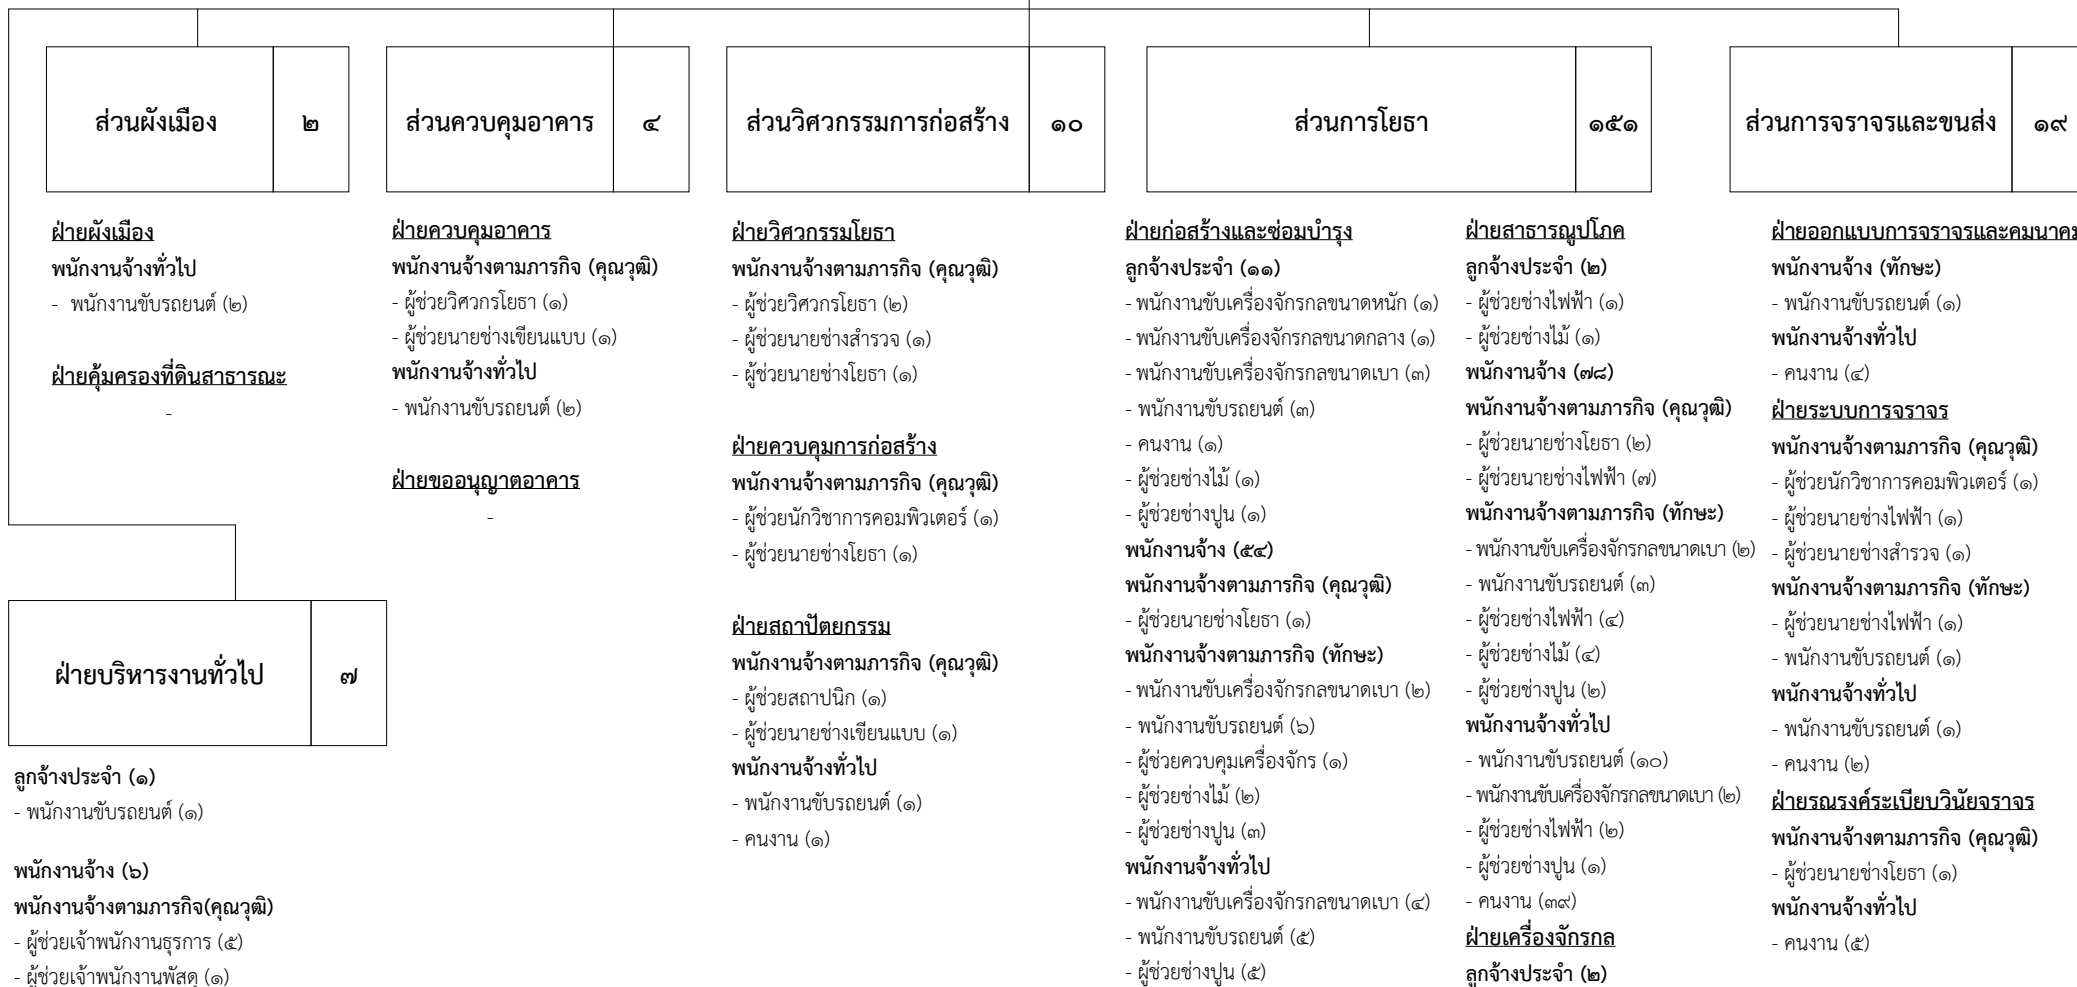 ส่วนผังเมือง ๒
ส่วนควบคุมอาคาร ๔
ส่วนวิศวกรรมการก่อสร้าง ๑๐
ส่วนการโยธา ๑๕๑
ส่วนการจราจรและขนส่ง ๑๙
ฝ่ายผังเมือง
พนักงานจ้างทั่วไป
- พนักงานขับรถยนต์ (๒)
ฝ่ายคุ้มครองที่ดินสาธารณะ
-
ฝ่ายควบคุมอาคาร
พนักงานจ้างตามภารกิจ (คุณวุฒิ)
- ผู้ช่วยวิศวกรโยธา (๑)
- ผู้ช่วยนายช่างเขียนแบบ (๑)
พนักงานจ้างทั่วไป
- พนักงานขับรถยนต์ (๒)
ฝ่ายขออนุญาตอาคาร
-
ฝ่ายวิศวกรรมโยธา
พนักงานจ้างตามภารกิจ (คุณวุฒิ)
- ผู้ช่วยวิศวกรโยธา (๒)
- ผู้ช่วยนายช่างสำรวจ (๑)
- ผู้ช่วยนายช่างโยธา (๑)
ฝ่ายควบคุมการก่อสร้าง
พนักงานจ้างตามภารกิจ (คุณวุฒิ)
- ผู้ช่วยนักวิชาการคอมพิวเตอร์ (๑)
- ผู้ช่วยนายช่างโยธา (๑)
ฝ่ายสถาปัตยกรรม
พนักงานจ้างตามภารกิจ (คุณวุฒิ)
- ผู้ช่วยสถาปนิก (๑)
- ผู้ช่วยนายช่างเขียนแบบ (๑)
พนักงานจ้างทั่วไป
- พนักงานขับรถยนต์ (๑)
- คนงาน (๑)
ฝ่ายก่อสร้างและซ่อมบำรุง
ลูกจ้างประจำ (๑๑)
- พนักงานขับเครื่องจักรกลขนาดหนัก (๑)
- พนักงานขับเครื่องจักรกลขนาดกลาง (๑)
- พนักงานขับเครื่องจักรกลขนาดเบา (๓)
- พนักงานขับรถยนต์ (๓)
- คนงาน (๑)
- ผู้ช่วยช่างไม้ (๑)
- ผู้ช่วยช่างปูน (๑)
พนักงานจ้าง (๕๔)
พนักงานจ้างตามภารกิจ (คุณวุฒิ)
- ผู้ช่วยนายช่างโยธา (๑)
พนักงานจ้างตามภารกิจ (ทักษะ)
- พนักงานขับเครื่องจักรกลขนาดเบา (๒)
- พนักงานขับรถยนต์ (๖)
- ผู้ช่วยควบคุมเครื่องจักร (๑)
- ผู้ช่วยช่างไม้ (๒)
- ผู้ช่วยช่างปูน (๓)
พนักงานจ้างทั่วไป
- พนักงานขับเครื่องจักรกลขนาดเบา (๔)
- พนักงานขับรถยนต์ (๕)
- ผู้ช่วยช่างปูน (๕)
ฝ่ายสาธารณูปโภค
ลูกจ้างประจำ (๒)
- ผู้ช่วยช่างไฟฟ้า (๑)
- ผู้ช่วยช่างไม้ (๑)
พนักงานจ้าง (๗๘)
พนักงานจ้างตามภารกิจ (คุณวุฒิ)
- ผู้ช่วยนายช่างโยธา (๒)
- ผู้ช่วยนายช่างไฟฟ้า (๗)
พนักงานจ้างตามภารกิจ (ทักษะ)
- พนักงานขับเครื่องจักรกลขนาดเบา (๒)
- พนักงานขับรถยนต์ (๓)
- ผู้ช่วยช่างไฟฟ้า (๔)
- ผู้ช่วยช่างไม้ (๔)
- ผู้ช่วยช่างปูน (๒)
พนักงานจ้างทั่วไป
- พนักงานขับรถยนต์ (๑๐)
- พนักงานขับเครื่องจักรกลขนาดเบา (๒)
- ผู้ช่วยช่างไฟฟ้า (๒)
- ผู้ช่วยช่างปูน (๑)
- คนงาน (๓๙)
ฝ่ายเครื่องจักรกล
ลูกจ้างประจำ (๒)
ฝ่ายออกแบบการจราจรและคมนาคม
พนักงานจ้าง (ทักษะ)
- พนักงานขับรถยนต์ (๑)
พนักงานจ้างทั่วไป
- คนงาน (๔)
ฝ่ายระบบการจราจร
พนักงานจ้างตามภารกิจ (คุณวุฒิ)
- ผู้ช่วยนักวิชาการคอมพิวเตอร์ (๑)
- ผู้ช่วยนายช่างไฟฟ้า (๑)
- ผู้ช่วยนายช่างสำรวจ (๑)
พนักงานจ้างตามภารกิจ (ทักษะ)
- ผู้ช่วยนายช่างไฟฟ้า (๑)
- พนักงานขับรถยนต์ (๑)
พนักงานจ้างทั่วไป
- พนักงานขับรถยนต์ (๑)
- คนงาน (๒)
ฝ่ายรณรงค์ระเบียบวินัยจราจร
พนักงานจ้างตามภารกิจ (คุณวุฒิ)
- ผู้ช่วยนายช่างโยธา (๑)
พนักงานจ้างทั่วไป
- คนงาน (๕)
ฝ่ายบริหารงานทั่วไป ๗
ลูกจ้างประจำ (๑)
- พนักงานขับรถยนต์ (๑)
พนักงานจ้าง (๖)
พนักงานจ้างตามภารกิจ(คุณวุฒิ)
- ผู้ช่วยเจ้าพนักงานธุรการ (๕)
- ผู้ช่วยเจ้าพนักงานพัสดุ (๑)